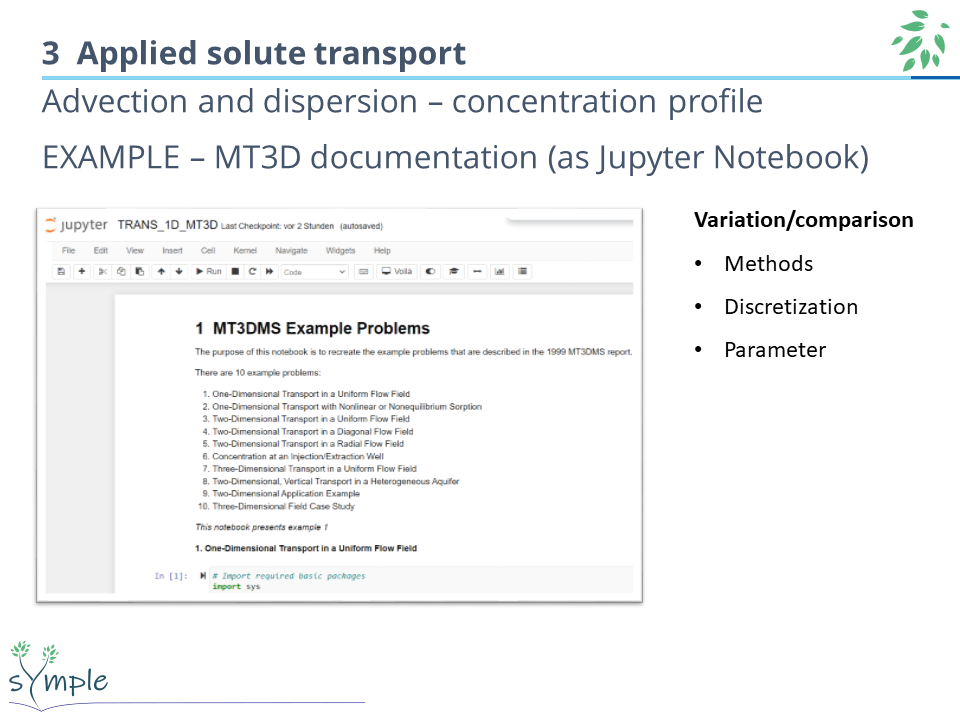 3 Applied solute transport
Advection and dispersion – concentration profile
EXAMPLE – MT3D documentation (as Jupyter Notebook)
jupyter TRANS_1D_MT3D Last Checkpoint: vor 2 Stunden (autosaved)
File Edit View Insert Cell Kernel Navigate Widgets Help
Run Code Voilà
1 MT3DMS Example Problems
The purpose of this notebook is to recreate the example problems that are described in the 1999 MT3DMS report.
There are 10 example problems:
1. One-Dimensional Transport in a Uniform Flow Field
2. One-Dimensional Transport with Nonlinear or Nonequilibrium Sorption
3. Two-Dimensional Transport in a Uniform Flow Field
4. Two-Dimensional Transport in a Diagonal Flow Field
5. Two-Dimensional Transport in a Radial Flow Field
6. Concentration at an Injection/Extraction Well
7. Three-Dimensional Transport in a Uniform Flow Field
8. Two-Dimensional, Vertical Transport in a Heterogeneous Aquifer
9. Two-Dimensional Application Example
10. Three-Dimensional Field Case Study
This notebook presents example 1
1. One-Dimensional Transport in a Uniform Flow Field
In [1]: # Import required basic packages
import sys
Variation/comparison
• Methods
• Discretization
• Parameter
sYmple